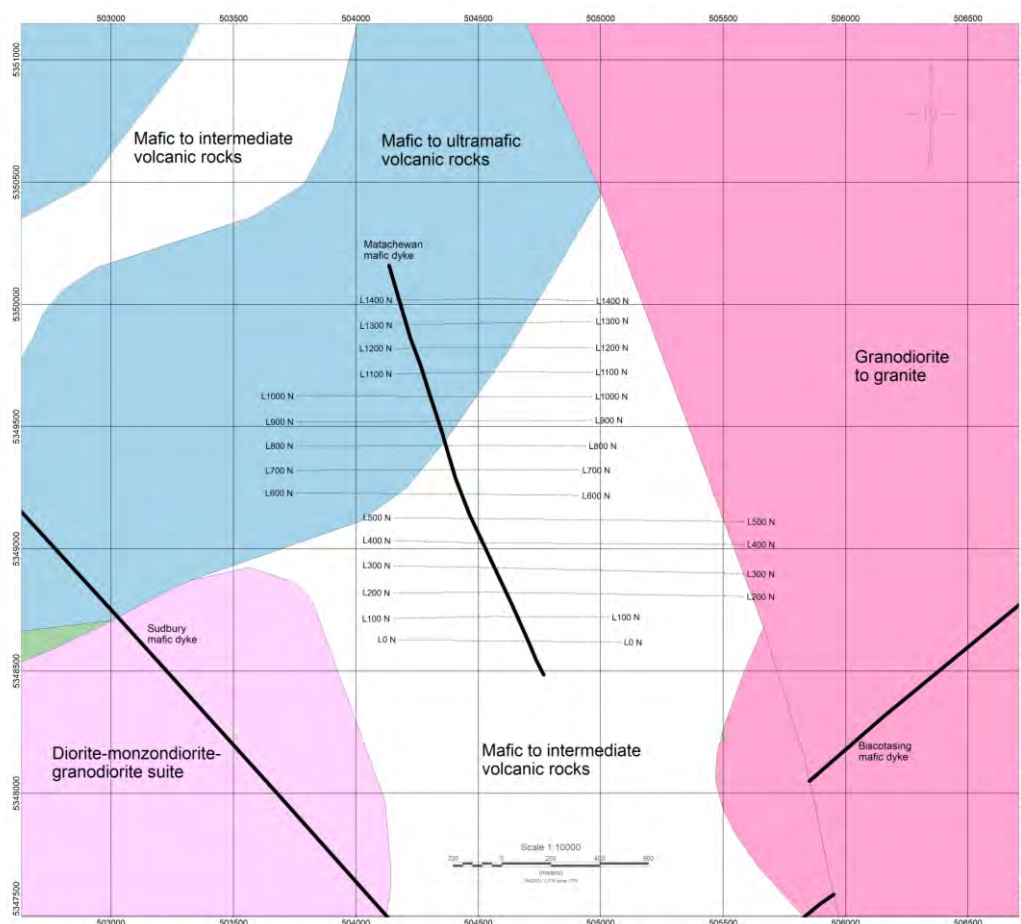 503000 503500 504000 504500 505000 505500 506000 506500
5351000
Mafic to intermediate
volcanic rocks
Mafic to ultramafic
volcanic rocks
5350500
Matachewan
mafic dyke
5350000
L1400 N L1400 N
L1300 N L1300 N
L1200 N L1200 N
L1100 N L1100 N
Granodiorite
to granite
L1000 N L1000 N
5349500
L900 N L900 N
L800 N L800 N
L700 N L700 N
L600 N L600 N
L500 N L500 N
5349000
L400 N L400 N
L300 N L300 N
L200 N L200 N
L100 N L100 N
Sudbury
mafic dyke
L0 N L0 N
5348500
Diorite-monzondiorite-
granodiorite suite
Mafic to intermediate
volcanic rocks
Biscotasing
mafic dyke
5348000
Scale 1:10000
200 0 200 400 600
5347500
503000 503500 504000 504500 505000 505500 506000 506500